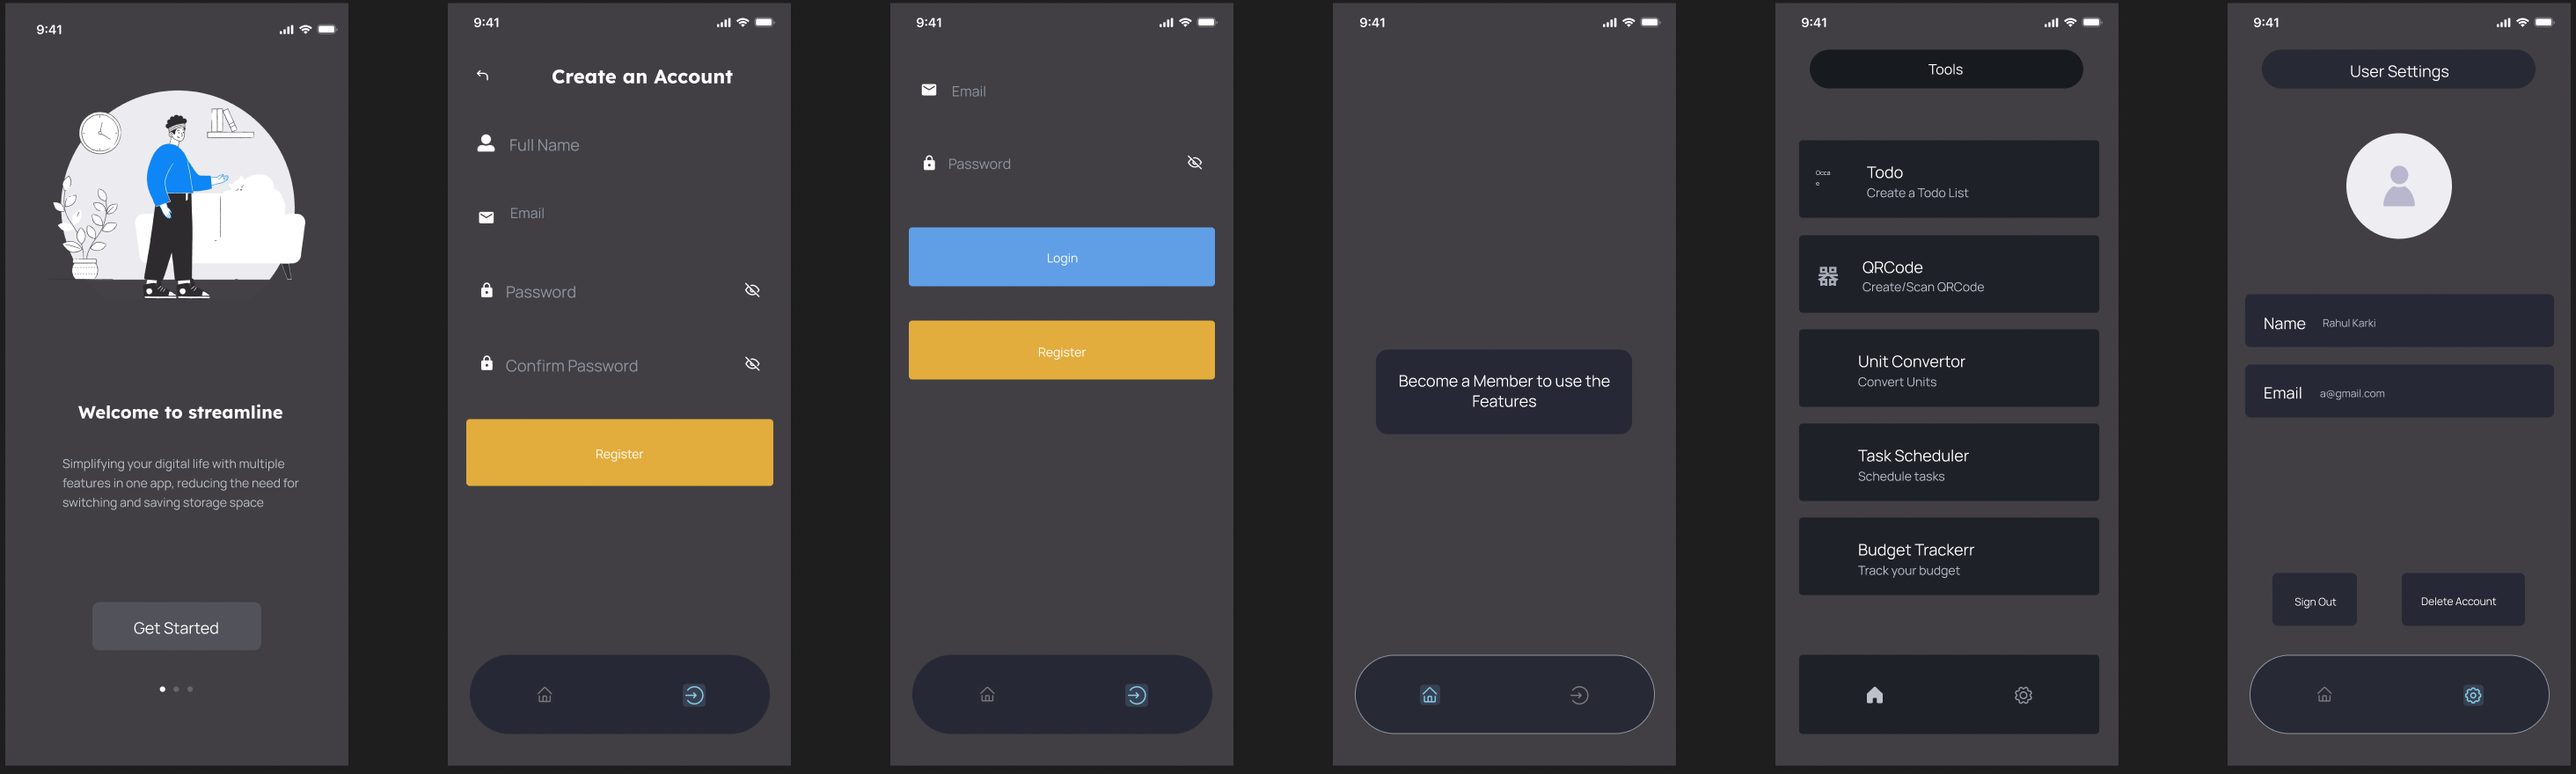 9:41
Welcome to streamline
Simplifying your digital life with multiple
features in one app, reducing the need for
switching and saving storage space
Get Started
9:41
Create an Account
Full Name
Email
Password
Confirm Password
Register
9:41
Email
Password
Login
Register
9:41
Become a Member to use the
Features
9:41
Tools
Occa
e
Todo
Create a Todo List
QRCode
Create/Scan QRCode
Unit Convertor
Convert Units
Task Scheduler
Schedule tasks
Budget Trackerr
Track your budget
9:41
User Settings
Name Rahul Karki
Email a@gmail.com
Sign Out
Delete Account